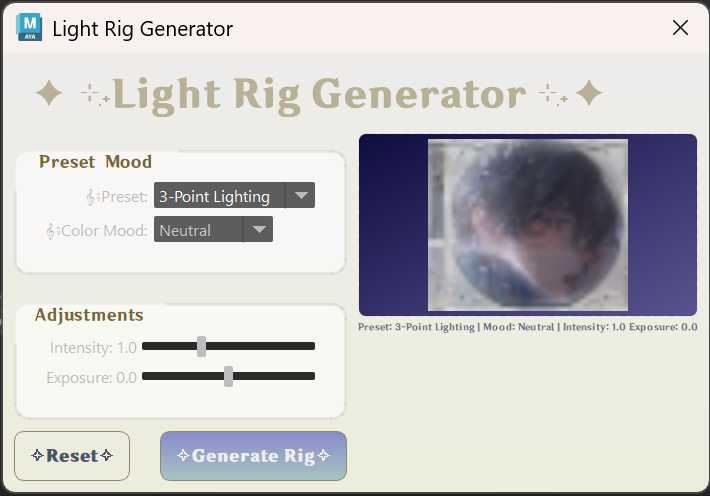 M
AYA
Light Rig Generator
Light Rig Generator
Preset Mood
Preset: 3-Point Lighting
Color Mood: Neutral
Preset: 3-Point Lighting | Mood: Neutral | Intensity: 1.0 Exposure: 0.0
Adjustments
Intensity: 1.0
Exposure: 0.0
Reset
Generate Rig